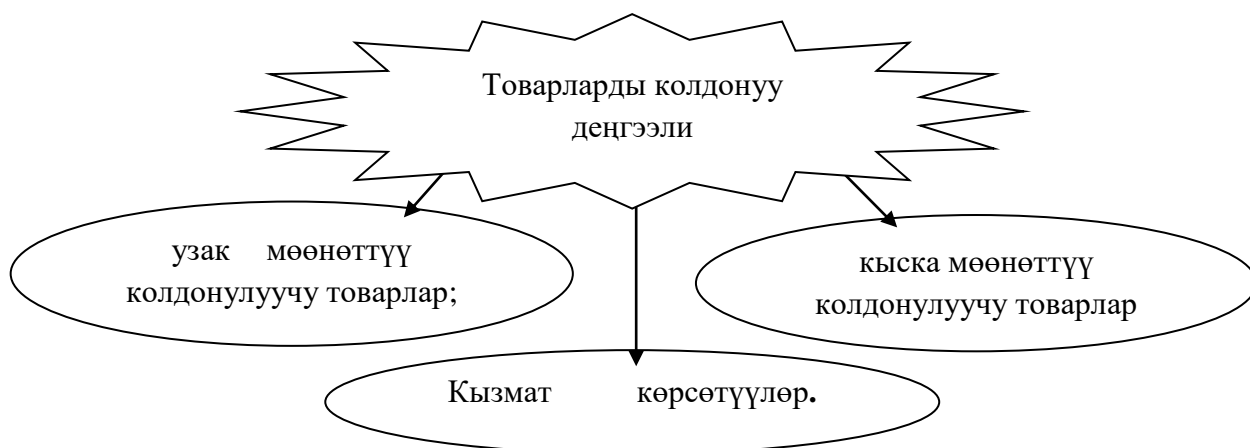 Товарларды колдонуу
деңгээли
узак мөөнөттүү
колдонулуучу товарлар;
кыска мөөнөттүү
колдонулуучу товарлар
Кызмат көрсөтүүлөр.